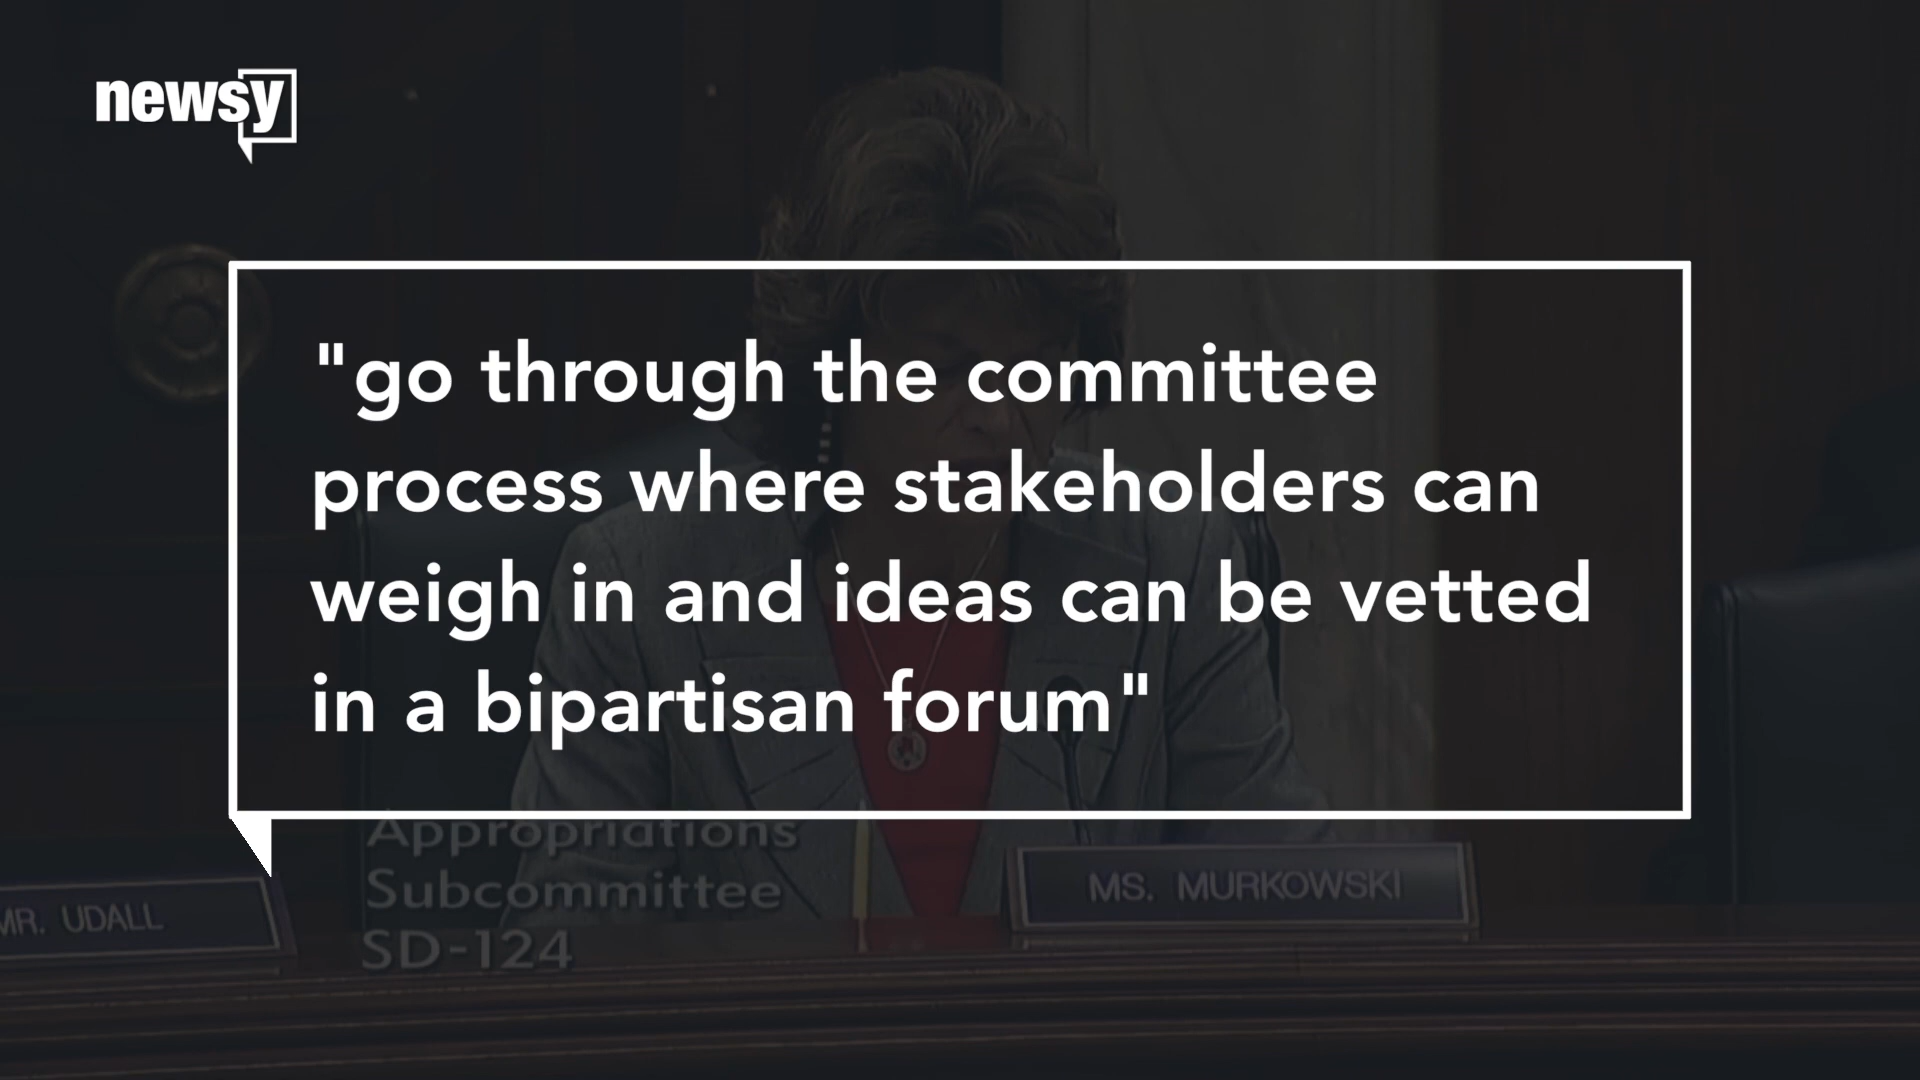 newsy
"go through the committee
process where stakeholders can
weigh in and ideas can be vetted
in a bipartisan forum"
Appropriations
Subcommittee
SD-124
MS. MURKOWSKI
MR. UDALL